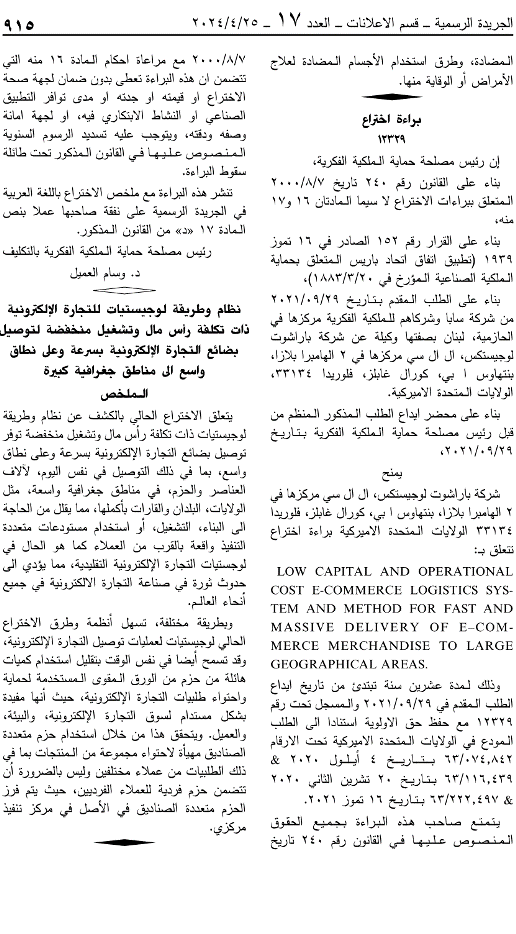 الجريدة الرسمية ــ قسم الاعلانات ــ العدد ١٧ ــ ٢٠٢٤/٤/٢٥
٩١٥
المضادة، وطرق استخدام الأجسام المضادة لعلاج
الأمراض أو الوقاية منها.
براءة اختراع
١٢٣٢٩
إن رئيس مصلحة حماية الملكية الفكرية،
بناء على القانون رقم ٢٤٠ تاريخ ٢٠٠٠/٨/٧
المتعلق ببراءات الاختراع لا سيما المادتان ١٦ و١٧
منه،
بناء على القرار رقم ١٥٢ الصادر في ١٦ تموز
١٩٣٩ (تطبيق اتفاق اتحاد باريس المتعلق بحماية
الملكية الصناعية المؤرخ في ١٨٨٣/٣/٢٠)،
بناء على الطلب المقدم بتاريخ ٢٠٢١/٠٩/٢٩
من شركة سابا وشركاهم للملكية الفكرية مركزها في
الحازمية، لبنان بصفتها وكيلة عن شركة باراشوت
لوجيستكس، ال ال سي مركزها في ٢ الهامبرا بلازا،
بنتهاوس ١ بي، كورال غابلز، فلوريدا ٣٣١٣٤،
الولايات المتحدة الاميركية.
بناء على محضر ايداع الطلب المذكور المنظم من
قبل رئيس مصلحة حماية الملكية الفكرية بتاريخ
٢٠٢١/٠٩/٢٩،
يمنح
شركة باراشوت لوجيستكس، ال ال سي مركزها في
٢ الهامبرا بلازا، بنتهاوس ١ بي، كورال غابلز، فلوريدا
٣٣١٣٤ الولايات المتحدة الاميركية براءة اختراع
تتعلق بـ:
LOW CAPITAL AND OPERATIONAL
COST E-COMMERCE LOGISTICS SYS-
TEM AND METHOD FOR FAST AND
MASSIVE DELIVERY OF E–COM-
MERCE MERCHANDISE TO LARGE
GEOGRAPHICAL AREAS.
وذلك لمدة عشرين سنة تبتدئ من تاريخ ايداع
الطلب المقدم في ٢٠٢١/٠٩/٢٩ والمسجل تحت رقم
١٢٣٢٩ مع حفظ حق الاولوية استنادا الى الطلب
المودع في الولايات المتحدة الاميركية تحت الارقام
٦٣/٠٧٤,٨٤٢ بـتـاريـخ ٤ أيـلـول ٢٠٢٠ &
٦٣/١١٦,٤٣٩ بـتـاريـخ ٢٠ تشرين الثاني ٢٠٢٠
& ٦٣/٢٢٢,٤٩٧ بـتـاريـخ ١٦ تموز ٢٠٢١.
يتمتع صاحب هذه البراءة بجميع الحقوق
المنصوص عليها في القانون رقم ٢٤٠ تاريخ
٢٠٠٠/٨/٧ مع مراعاة احكام المادة ١٦ منه التي
تتضمن ان هذه البراءة تعطى بدون ضمان لجهة صحة
الاختراع او قيمته او جدته او مدى توافر التطبيق
الصناعي او النشاط الابتكاري فيه، او لجهة امانة
وصفه ودقته، ويتوجب عليه تسديد الرسوم السنوية
المنصوص عليها في القانون المذكور تحت طائلة
سقوط البراءة.
تنشر هذه البراءة مع ملخص الاختراع باللغة العربية
في الجريدة الرسمية على نفقة صاحبها عملا بنص
المادة ١٧ «د» من القانون المذكور.
رئيس مصلحة حماية الملكية الفكرية بالتكليف
د. وسام العميل
نظام وطريقة لوجيستيات للتجارة الإلكترونية
ذات تكلفة رأس مال وتشغيل منخفضة لتوصيل
بضائع التجارة الإلكترونية بسرعة وعلى نطاق
واسع الى مناطق جغرافية كبيرة
الـملخص
يتعلق الاختراع الحالي بالكشف عن نظام وطريقة
لوجيستيات ذات تكلفة رأس مال وتشغيل منخفضة توفر
توصيل بضائع التجارة الإلكترونية بسرعة وعلى نطاق
واسع، بما في ذلك التوصيل في نفس اليوم، لآلاف
العناصر والحزم، في مناطق جغرافية واسعة، مثل
الولايات، البلدان والقارات بأكملها، مما يقلل من الحاجة
الى البناء، التشغيل، أو استخدام مستودعات متعددة
التنفيذ واقعة بالقرب من العملاء كما هو الحال في
لوجستيات التجارة الإلكترونية التقليدية، مما يؤدي الى
حدوث ثورة في صناعة التجارة الالكترونية في جميع
أنحاء العالم.
وبطريقة مختلفة، تسهل أنظمة وطرق الاختراع
الحالي لوجيستيات لعمليات توصيل التجارة الإلكترونية،
وقد تسمح أيضا في نفس الوقت بتقليل استخدام كميات
هائلة من حزم من الورق المقوى المستخدمة لحماية
واحتواء طلبيات التجارة الإلكترونية، حيث أنها مفيدة
بشكل مستدام لسوق التجارة الإلكترونية، والبيئة،
والعميل. ويتحقق هذا من خلال استخدام حزم متعددة
الصناديق مهيأة لاحتواء مجموعة من المنتجات بما في
ذلك الطلبيات من عملاء مختلفين وليس بالضرورة أن
تتضمن حزم فردية للعملاء الفرديين، حيث يتم فرز
الحزم متعددة الصناديق في الأصل في مركز تنفيذ
مركزي.